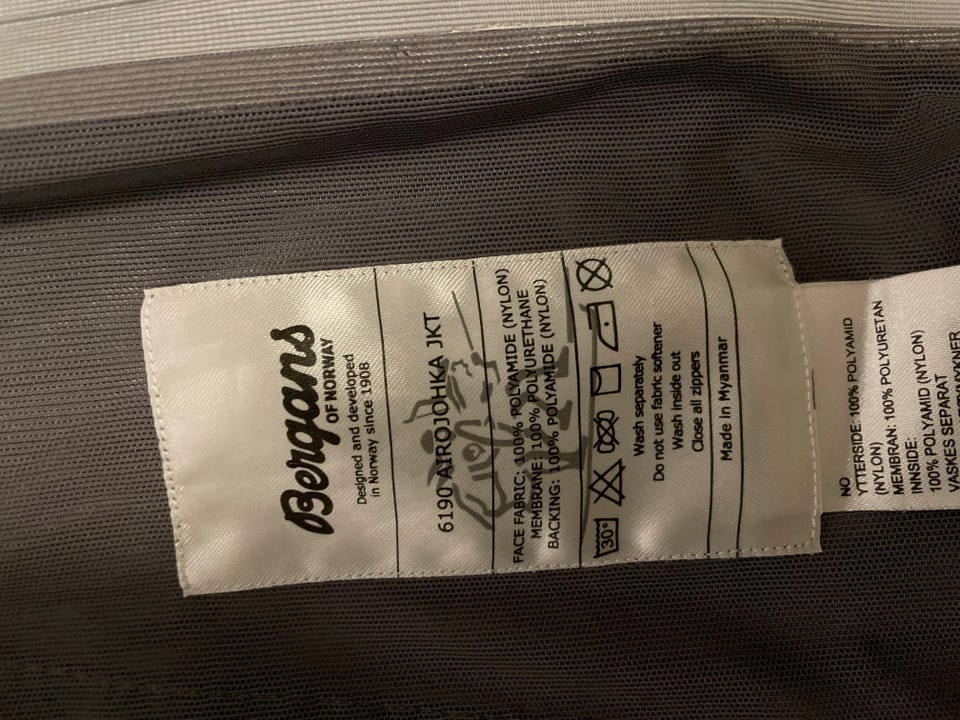 Bergans
OF NORWAY
Designed and developed
in Norway since 1908
6190 AIROJOHKA JKT
FACE FABRIC: 100% POLYAMIDE (NYLON)
MEMBRANE: 100% POLYURETHANE
BACKING: 100% POLYAMIDE (NYLON)
30°
Wash separately
Do not use fabric softener
Wash inside out
Close all zippers
Made in Myanmar
NO
YTTERSIDE: 100% POLYAMID
(NYLON)
MEMBRAN: 100% POLYURETAN
INNSIDE:
100% POLYAMID (NYLON)
VASKES SEPARAT